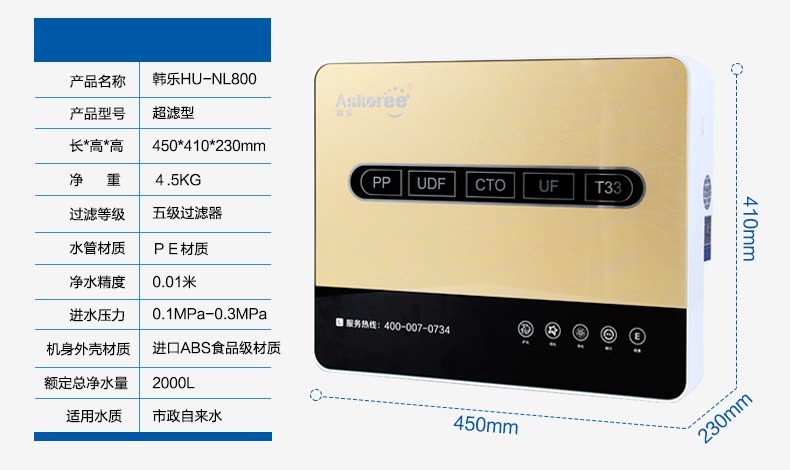 产品名称 韩乐HU-NL800
产品型号 超滤型
长*高*高 450*410*230mm
净 重 4.5KG
过滤等级 五级过滤器
水管材质 PE材质
净水精度 0.01米
进水压力 0.1MPa-0.3MPa
机身外壳材质 进口ABS食品级材质
额定总净水量 2000L
适用水质 市政自来水
Askoree
PP UDF CTO UF T33
服务热线：400-007-0734
E
410mm
450mm
230mm